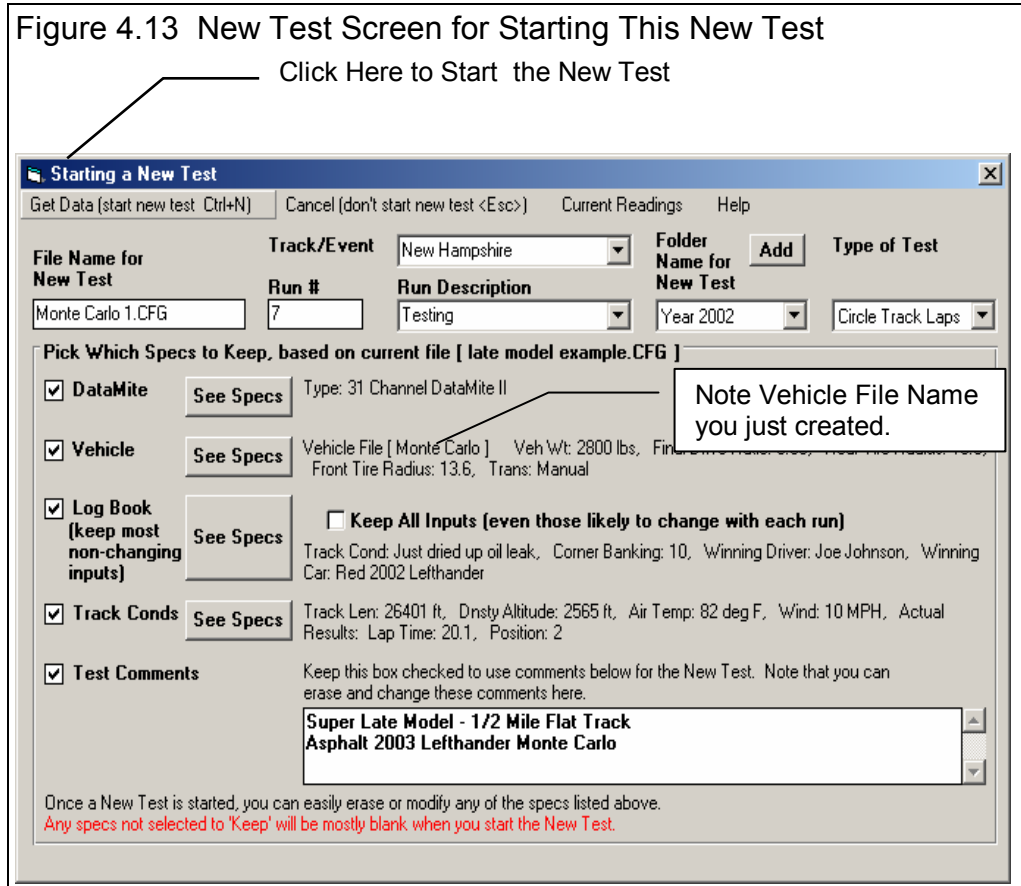 Figure 4.13 New Test Screen for Starting This New Test
Click Here to Start the New Test
Starting a New Test
Get Data (start new test Ctrl+N) Cancel (don't start new test <Esc>) Current Readings Help
File Name for New Test
Track/Event
New Hampshire
Folder Name for New Test
Add
Type of Test
Monte Carlo 1.CFG
Run #
7
Run Description
Testing
Year 2002
Circle Track Laps
Pick Which Specs to Keep, based on current file [ late model example.CFG ]
DataMite
See Specs
Type: 31 Channel DataMite II
Note Vehicle File Name
you just created.
Vehicle
See Specs
Vehicle File [ Monte Carlo ] Veh Wt: 2800 lbs,
Front Tire Radius: 13.6, Trans: Manual
Log Book
(keep most
non-changing
inputs)
See Specs
Keep All Inputs (even those likely to change with each run)
Track Cond: Just dried up oil leak, Corner Banking: 10, Winning Driver: Joe Johnson, Winning
Car: Red 2002 Lefthander
Track Conds
See Specs
Track Len: 26401 ft, Dnsty Altitude: 2565 ft, Air Temp: 82 deg F, Wind: 10 MPH, Actual
Results: Lap Time: 20.1, Position: 2
Test Comments
Keep this box checked to use comments below for the New Test. Note that you can
erase and change these comments here.
Super Late Model - 1/2 Mile Flat Track
Asphalt 2003 Lefthander Monte Carlo
Once a New Test is started, you can easily erase or modify any of the specs listed above.
Any specs not selected to 'Keep' will be mostly blank when you start the New Test.